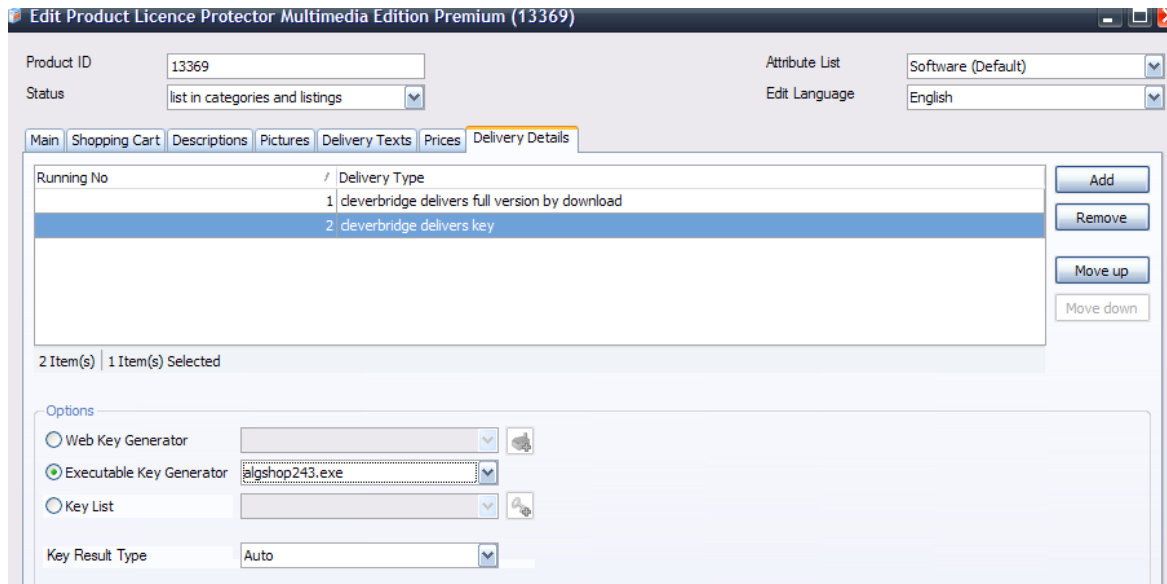 Edit Product Licence Protector Multimedia Edition Premium (13369)
Product ID 13369 Attribute List Software (Default)
Status list in categories and listings Edit Language English
Main Shopping Cart Descriptions Pictures Delivery Texts Prices Delivery Details
Running No / Delivery Type
1 cleverbridge delivers full version by download
2 cleverbridge delivers key
Add
Remove
Move up
Move down
2 Item(s) 1 Item(s) Selected
Options
Web Key Generator
Executable Key Generator algshop243.exe
Key List
Key Result Type Auto